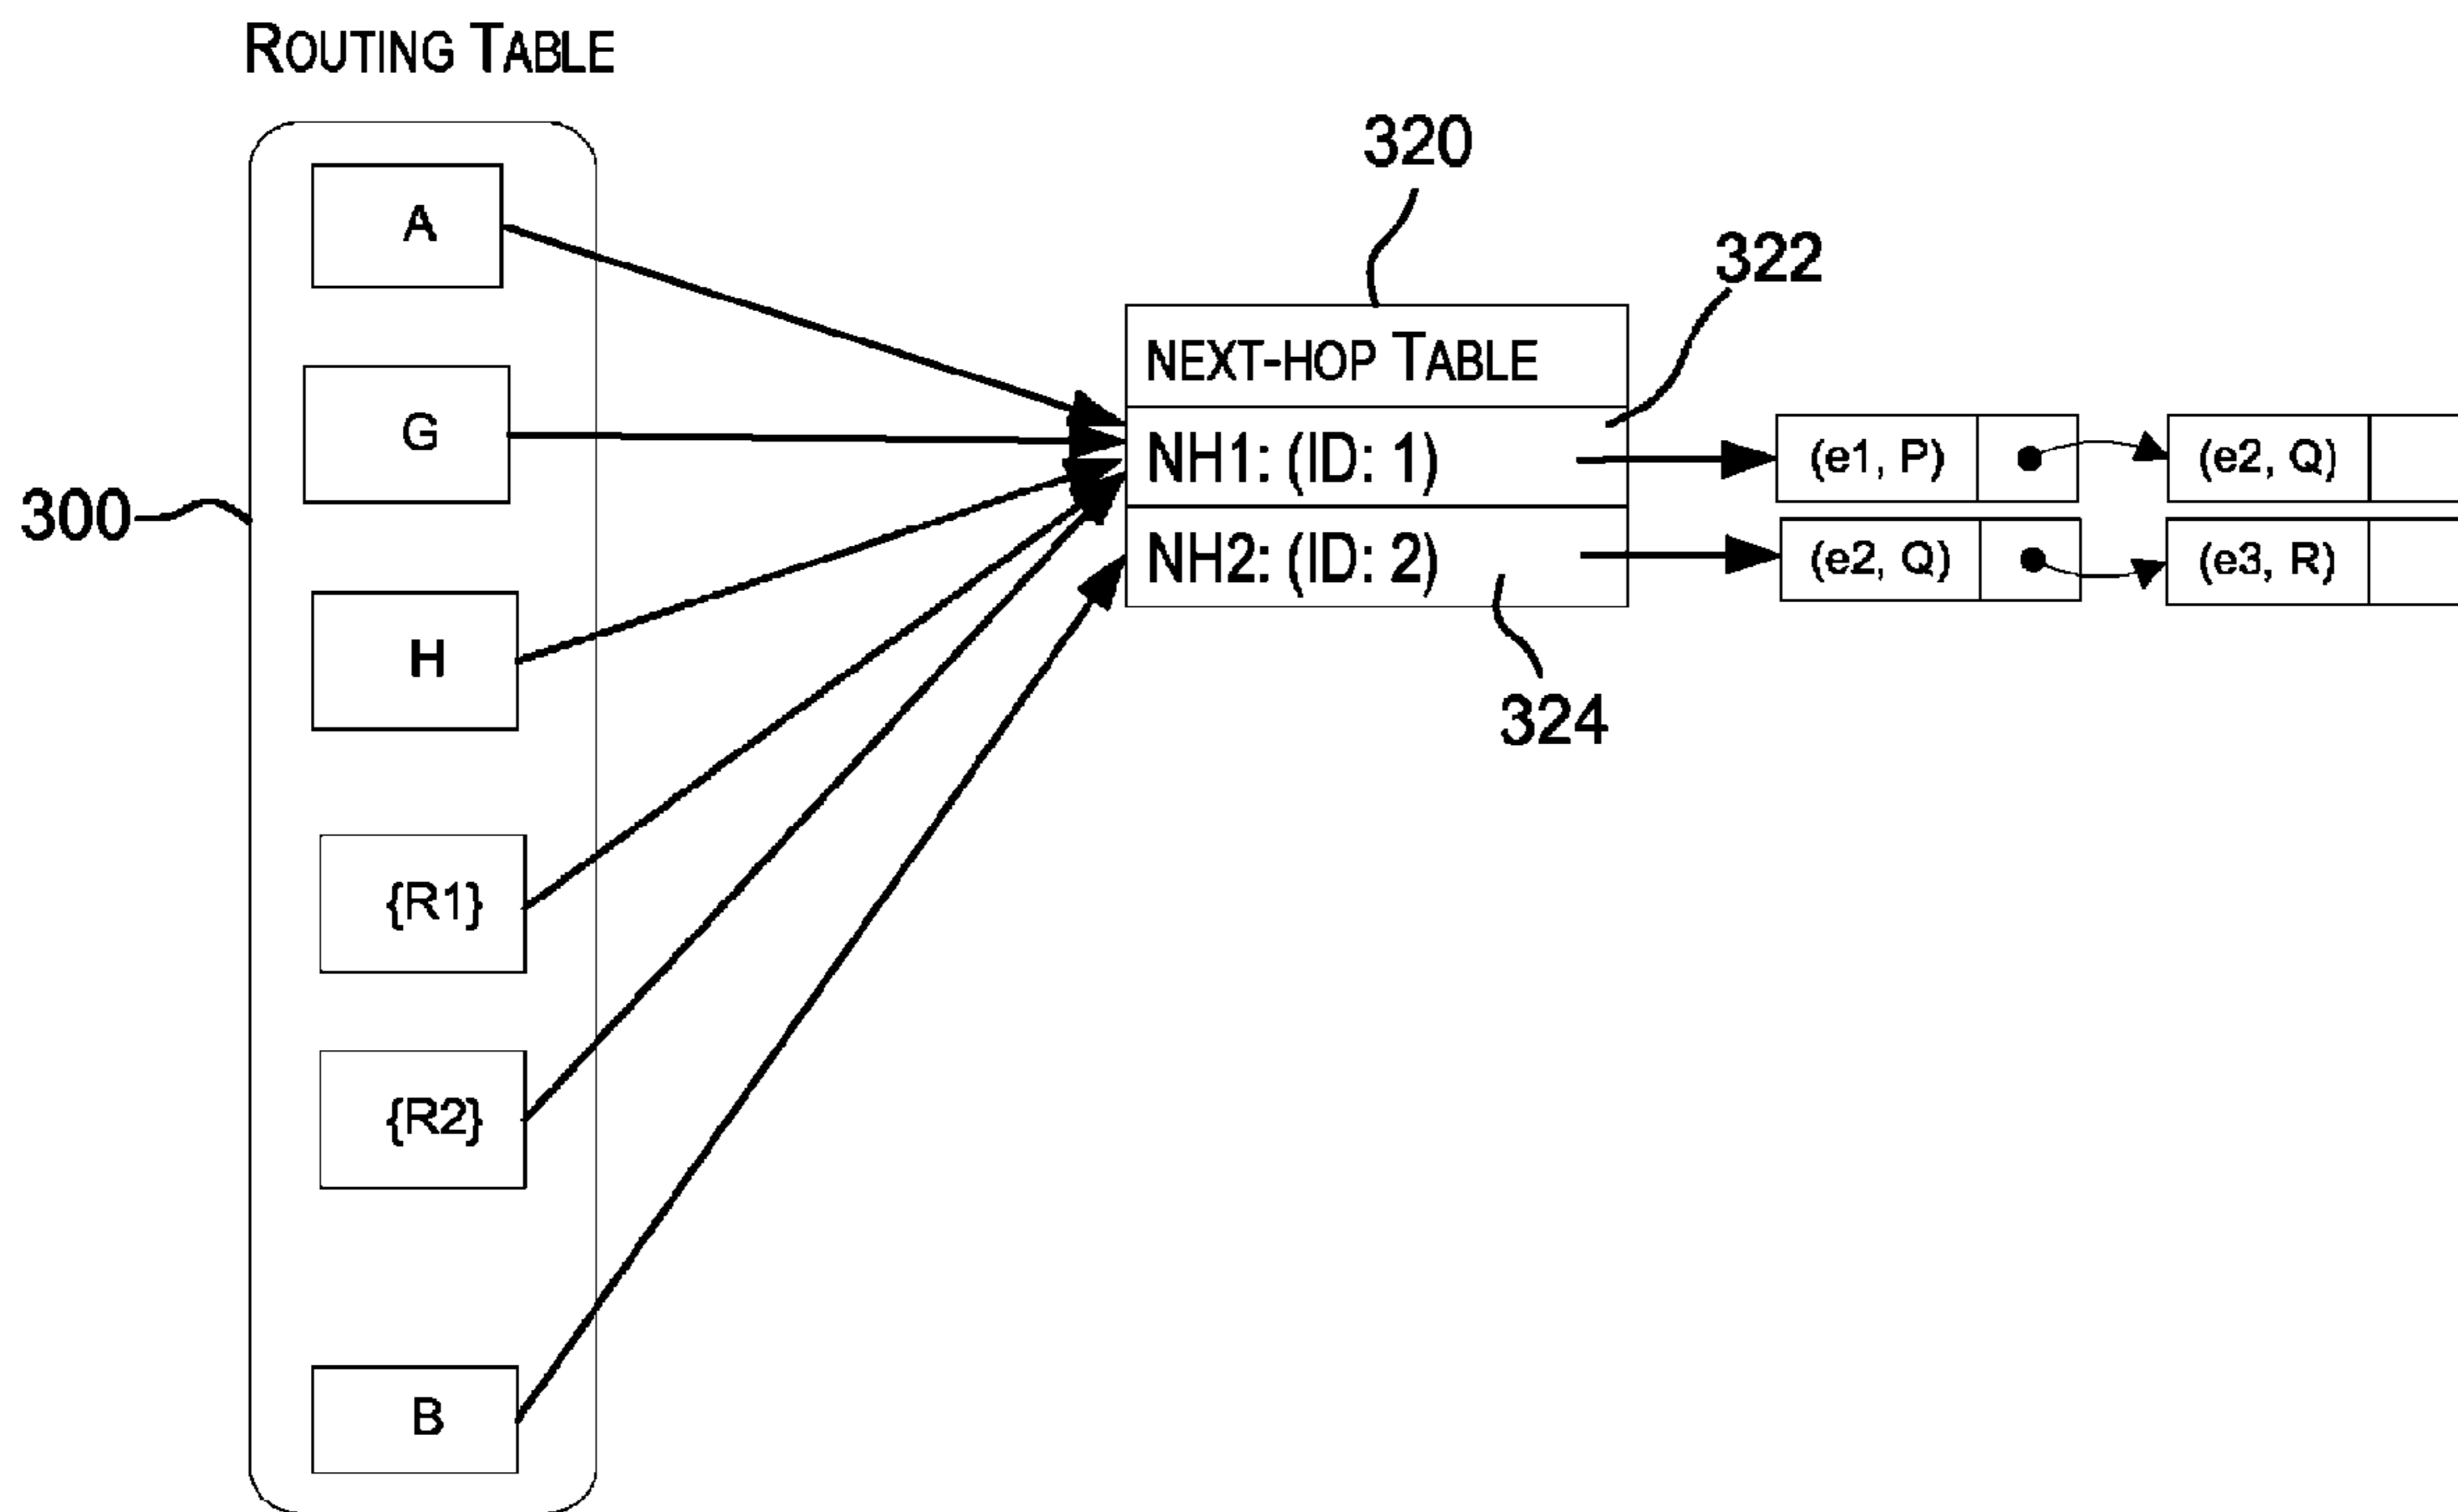 ROUTING TABLE
A
G
H
{R1}
{R2}
B
300
320
322
NEXT-HOP TABLE
NH1: (ID: 1)
NH2: (ID: 2)
324
(e1, P)
(e2, Q)
(e2, Q)
(e3, R)